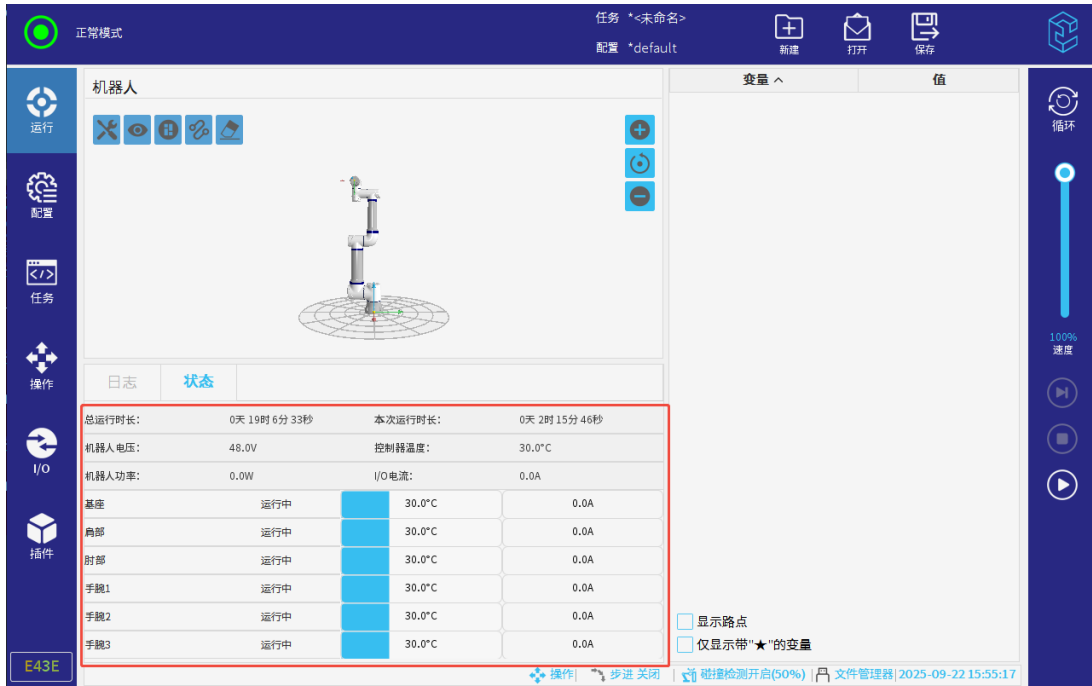 正常模式
任务 *<未命名>
配置 *default
新建
打开
保存
运行
配置
任务
操作
I/O
插件
E43E
机器人
日志
状态
总运行时长: 0天 19时 6分 33秒 本次运行时长: 0天 2时 15分 46秒
机器人电压: 48.0V 控制器温度: 30.0°C
机器人功率: 0.0W I/O电流: 0.0A
基座 运行中 30.0°C 0.0A
肩部 运行中 30.0°C 0.0A
肘部 运行中 30.0°C 0.0A
手腕1 运行中 30.0°C 0.0A
手腕2 运行中 30.0°C 0.0A
手腕3 运行中 30.0°C 0.0A
变量 值
显示路点
仅显示带"★"的变量
循环
100%
速度
操作 步进 关闭 碰撞检测开启(50%) 文件管理器 2025-09-22 15:55:17